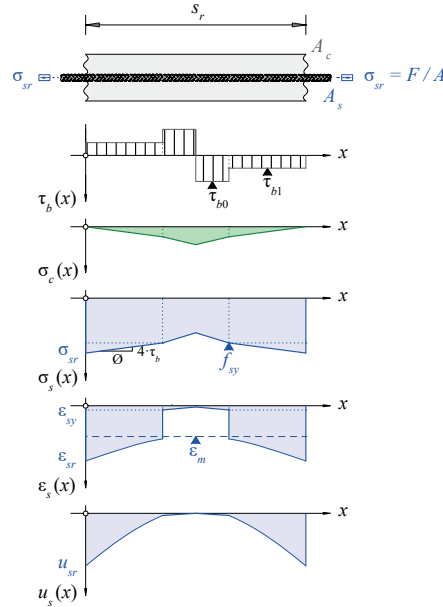 s_r
A_c
σ_sr
σ_sr = F / A
A_s
x
τ_b (x)
τ_b0
τ_b1
x
σ_c (x)
x
σ_sr
Ø
4·τ_b
f_sy
σ_s (x)
x
ε_sy
ε_sr
ε_m
ε_s (x)
x
u_sr
u_s (x)